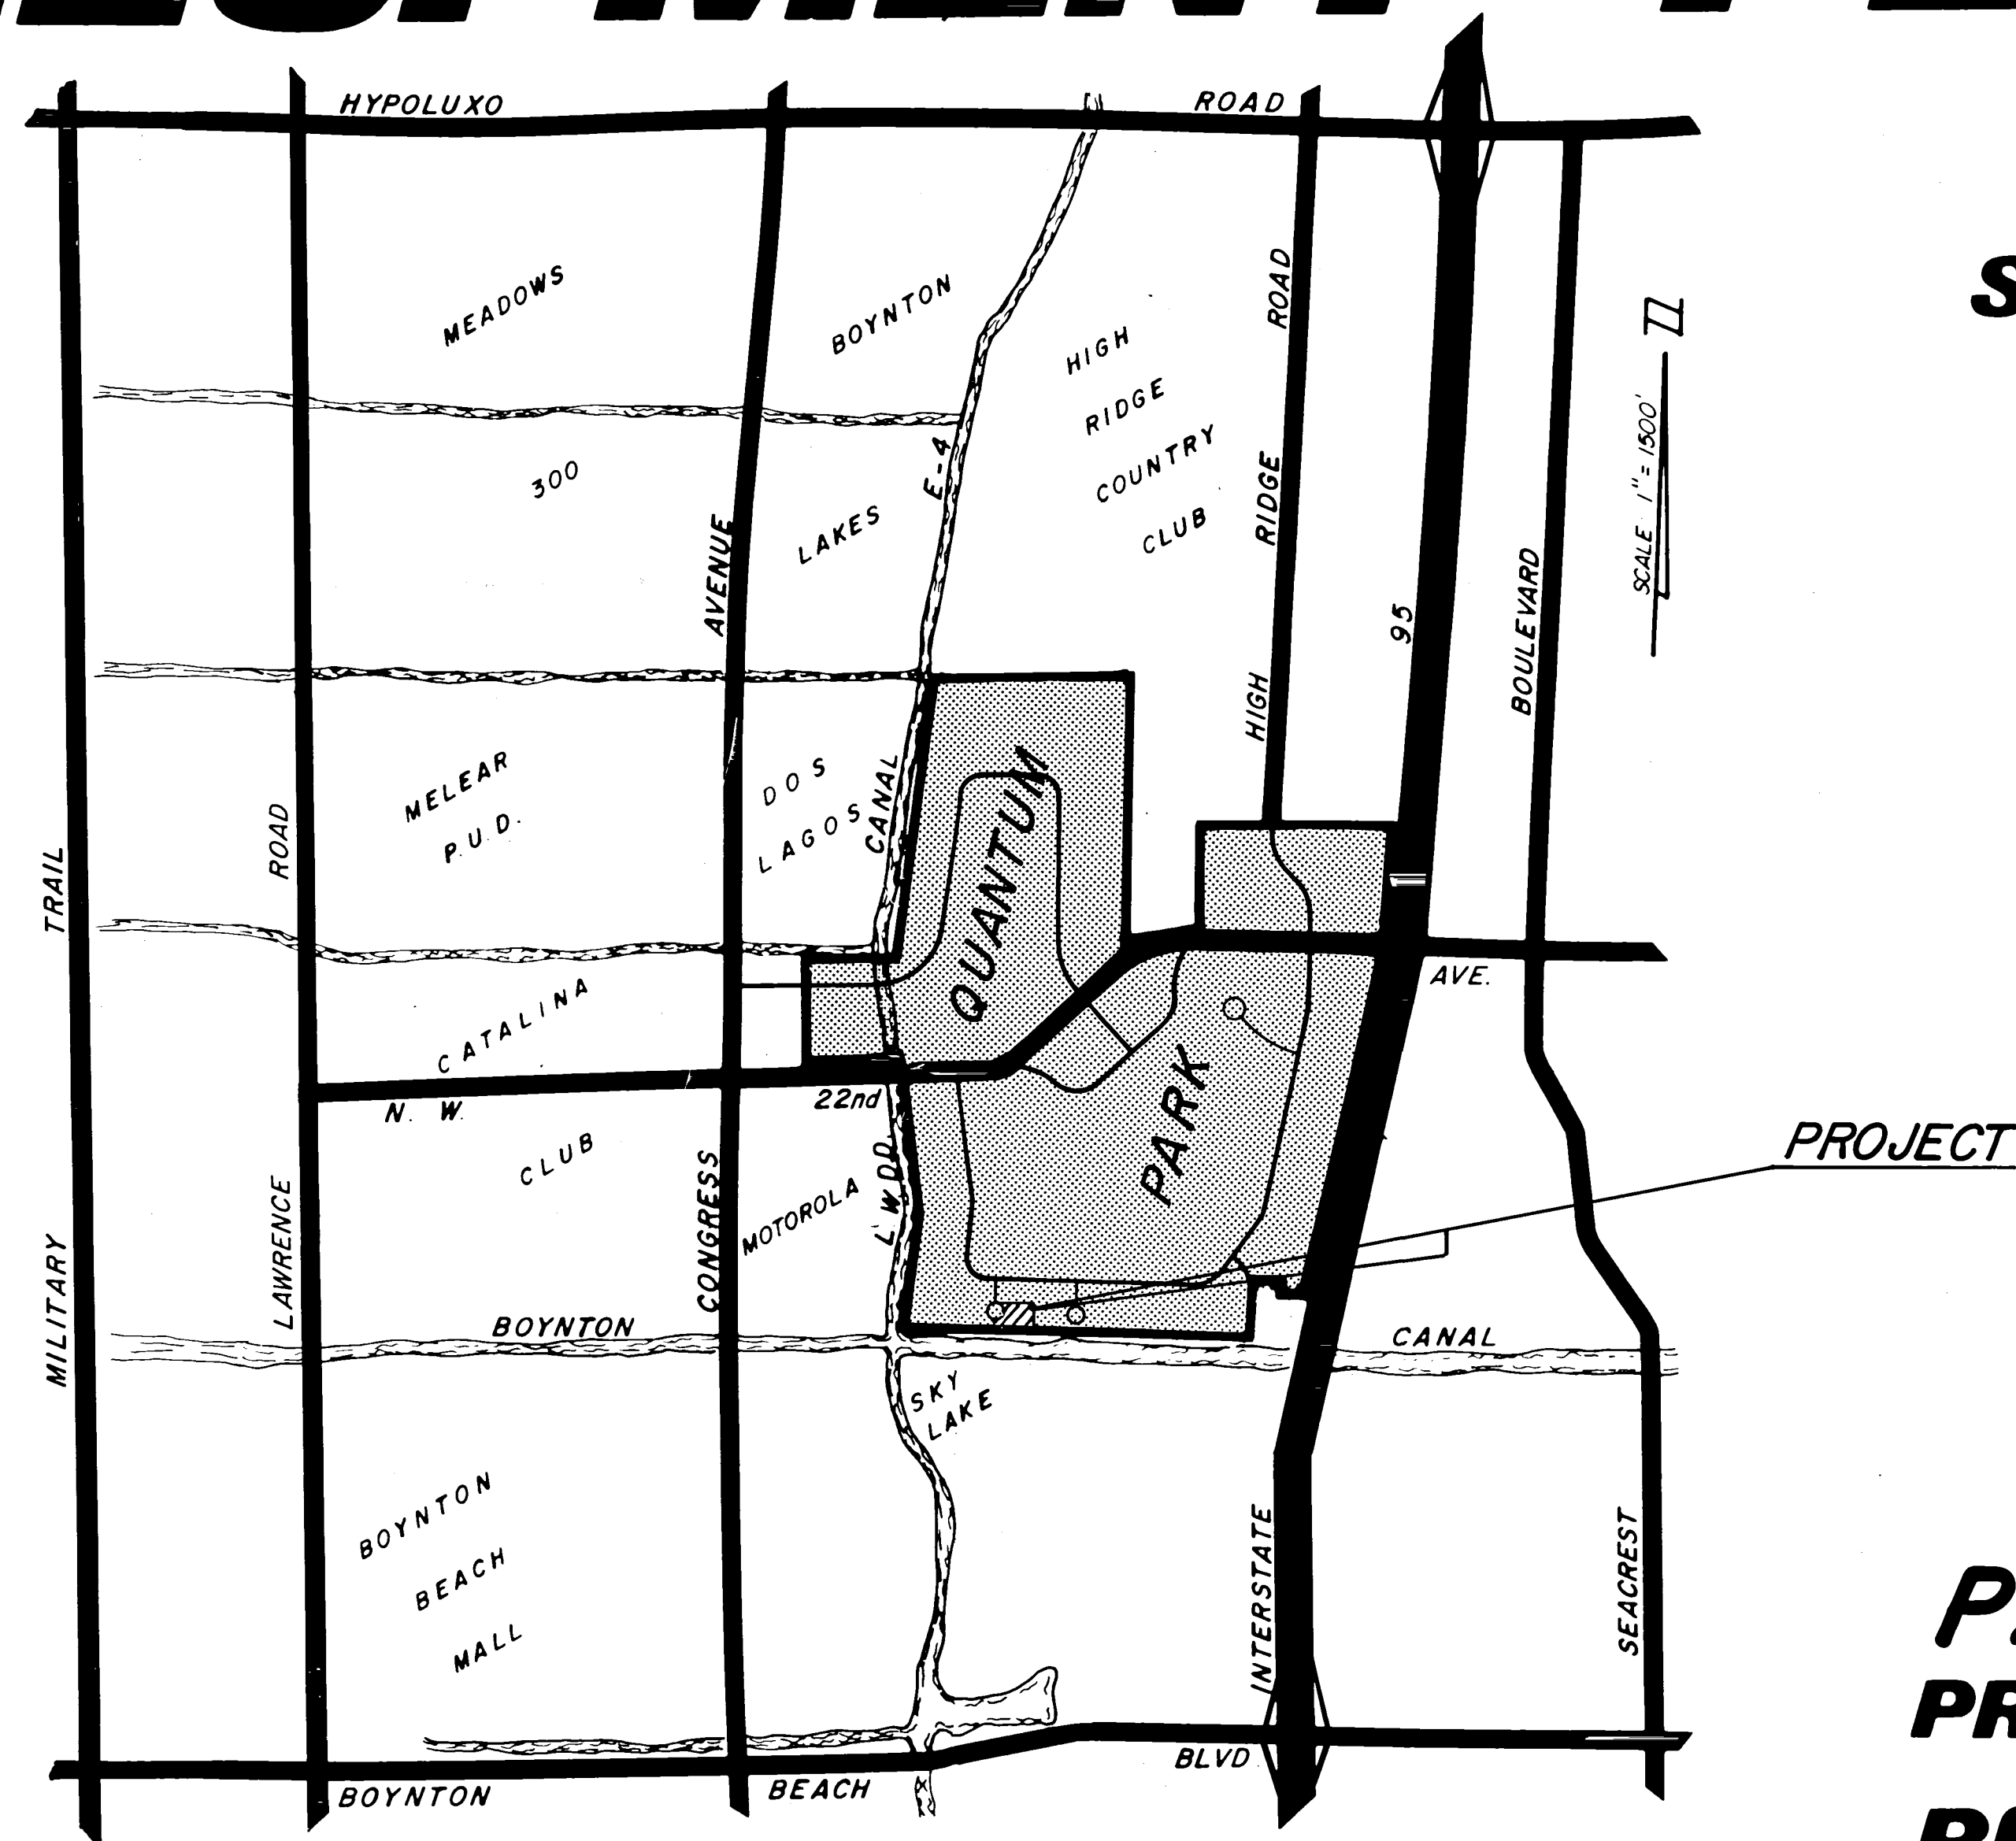 HYPOLUXO ROAD
MEADOWS
300
BOYNTON
LAKES
E-4
CANAL
HIGH
RIDGE
COUNTRY
CLUB
HIGH RIDGE ROAD
95
BOULEVARD
SCALE 1" = 1500'
AVENUE
MELEAR
P.U.D.
DOS
LAGOS
QUANTUM
PARK
TRAIL
ROAD
CATALINA
CLUB
N. W. 22nd AVE.
MOTOROLA
L.W.D.D.
PROJECT
MILITARY
LAWRENCE
CONGRESS
BOYNTON CANAL
SKY
LAKE
BOYNTON
BEACH
MALL
INTERSTATE
SEACREST
BOYNTON BEACH BLVD.